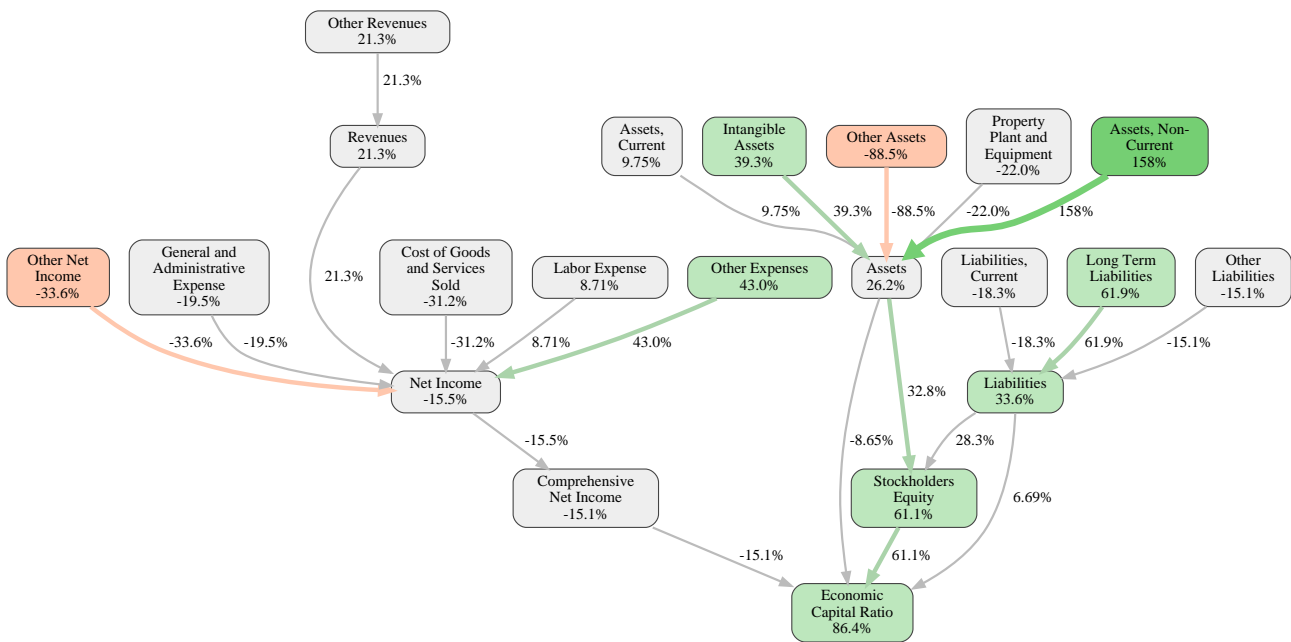 Other Revenues
21.3%
21.3%
Revenues
21.3%
Assets,
Current
9.75%
Intangible
Assets
39.3%
Other Assets
-88.5%
Property
Plant and
Equipment
-22.0%
Assets, Non-
Current
158%
9.75%
39.3%
-88.5%
-22.0%
158%
Other Net
Income
-33.6%
General and
Administrative
Expense
-19.5%
21.3%
Cost of Goods
and Services
Sold
-31.2%
Labor Expense
8.71%
Other Expenses
43.0%
Assets
26.2%
Liabilities,
Current
-18.3%
Long Term
Liabilities
61.9%
Other
Liabilities
-15.1%
-33.6%
-19.5%
-31.2%
8.71%
43.0%
-18.3%
61.9%
-15.1%
Net Income
-15.5%
32.8%
Liabilities
33.6%
-15.5%
-8.65%
28.3%
Comprehensive
Net Income
-15.1%
Stockholders
Equity
61.1%
6.69%
-15.1%
61.1%
Economic
Capital Ratio
86.4%